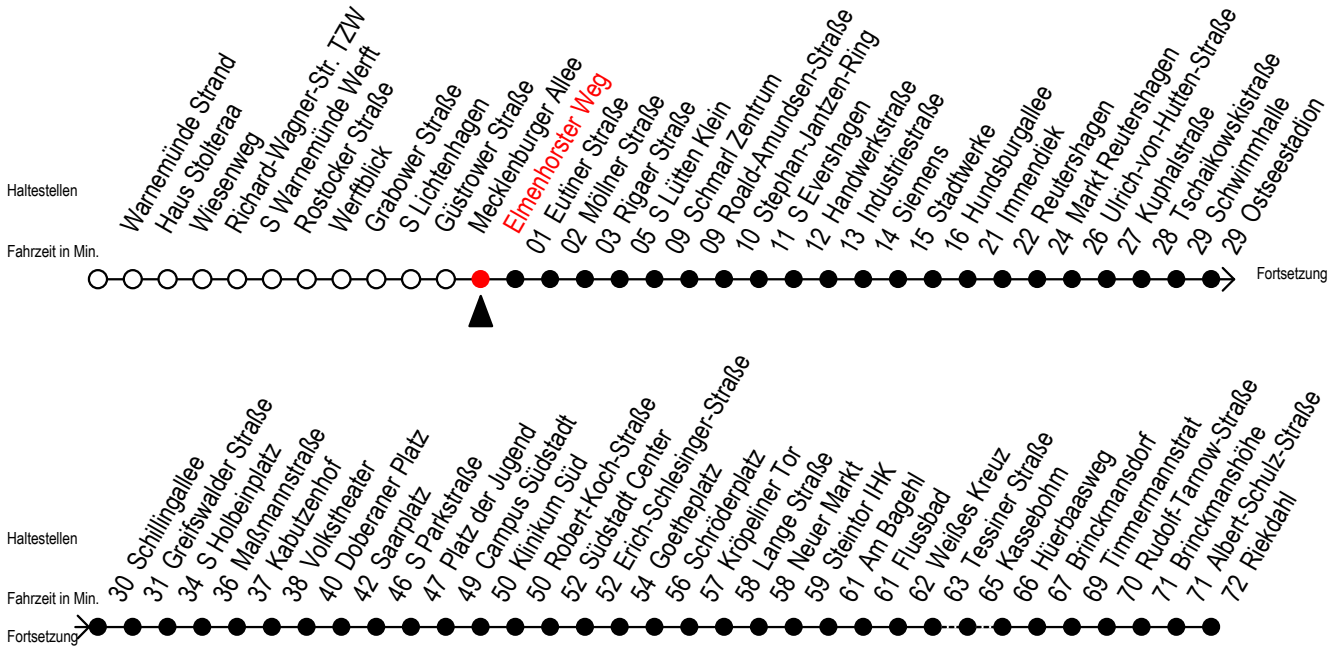 Haltestellen
Warnemünde Strand
Haus Stolteraa
Wiesenweg
Richard-Wagner-Str. TZW
S Warnemünde Werft
Rostocker Straße
Werftblick
Grabower Straße
S Lichtenhagen
Güstrower Straße
Mecklenburger Allee
Elmenhorster Weg
01 Eutiner Straße
02 Möllner Straße
03 Rigaer Straße
05 S Lütten Klein
09 Schmarl Zentrum
09 Roald-Amundsen-Straße
10 Stephan-Jantzen-Ring
11 S Evershagen
12 Handwerkstraße
13 Industriestraße
14 Siemens
15 Stadtwerke
16 Hundsburgallee
21 Immendiek
22 Reutershagen
24 Markt Reutershagen
26 Ulrich-von-Hutten-Straße
27 Kuphalstraße
28 Tschaikowskistraße
29 Schwimmhalle
29 Ostseestadion
Fahrzeit in Min.
Fortsetzung
Haltestellen
30 Schillingallee
31 Greifswalder Straße
34 S Holbeinplatz
36 Maßmannstraße
37 Kabutzenhof
38 Volkstheater
40 Doberaner Platz
42 Saarplatz
46 S Parkstraße
47 Platz der Jugend
49 Campus Südstadt
50 Klinikum Süd
50 Robert-Koch-Straße
52 Südstadt Center
52 Erich-Schlesinger-Straße
54 Goetheplatz
56 Schröderplatz
57 Kröpeliner Tor
58 Lange Straße
58 Neuer Markt
59 Steintor IHK
61 Am Bagehl
61 Flussbad
62 Weißes Kreuz
63 Tessiner Straße
65 Kassebohm
66 Hüerbaasweg
67 Brinckmansdorf
69 Timmermannstrat
70 Rudolf-Tarnow-Straße
71 Brinckmanshöhe
71 Albert-Schulz-Straße
72 Riekdahl
Fahrzeit in Min.
Fortsetzung